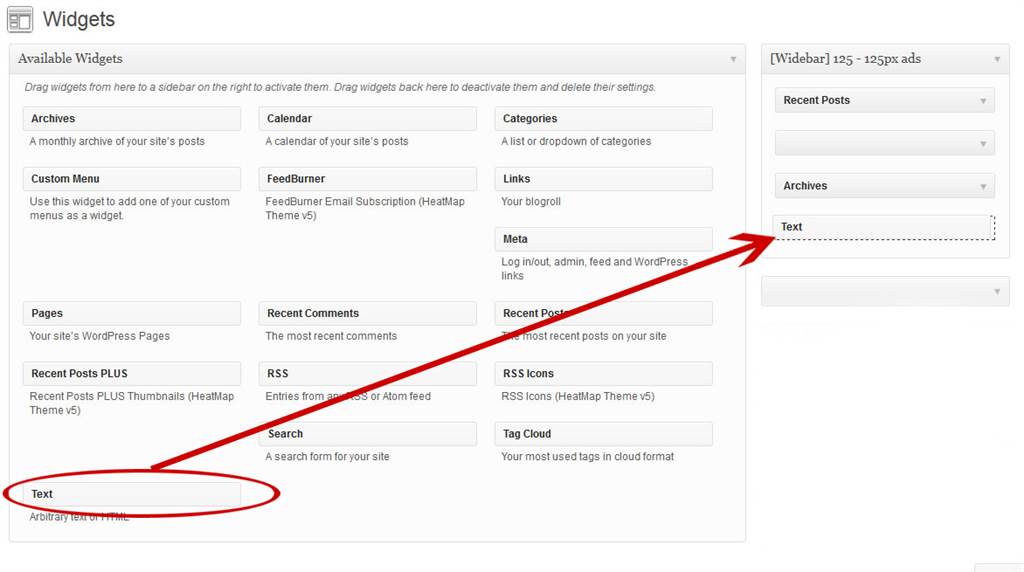 Widgets
Available Widgets
Drag widgets from here to a sidebar on the right to activate them. Drag widgets back here to deactivate them and delete their settings.
Archives
A monthly archive of your site's posts
Calendar
A calendar of your site's posts
Categories
A list or dropdown of categories
Custom Menu
Use this widget to add one of your custom
menus as a widget.
FeedBurner
FeedBurner Email Subscription (HeatMap
Theme v5)
Links
Your blogroll
Meta
Log in/out, admin, feed and WordPress
links
Pages
Your site's WordPress Pages
Recent Comments
The most recent comments
Recent Posts
The most recent posts on your site
Recent Posts PLUS
Recent Posts PLUS Thumbnails (HeatMap
Theme v5)
RSS
Entries from any RSS or Atom feed
RSS Icons
RSS Icons (HeatMap Theme v5)
Search
A search form for your site
Tag Cloud
Your most used tags in cloud format
Text
Arbitrary text or HTML
[Widebar] 125 - 125px ads
Recent Posts
Archives
Text